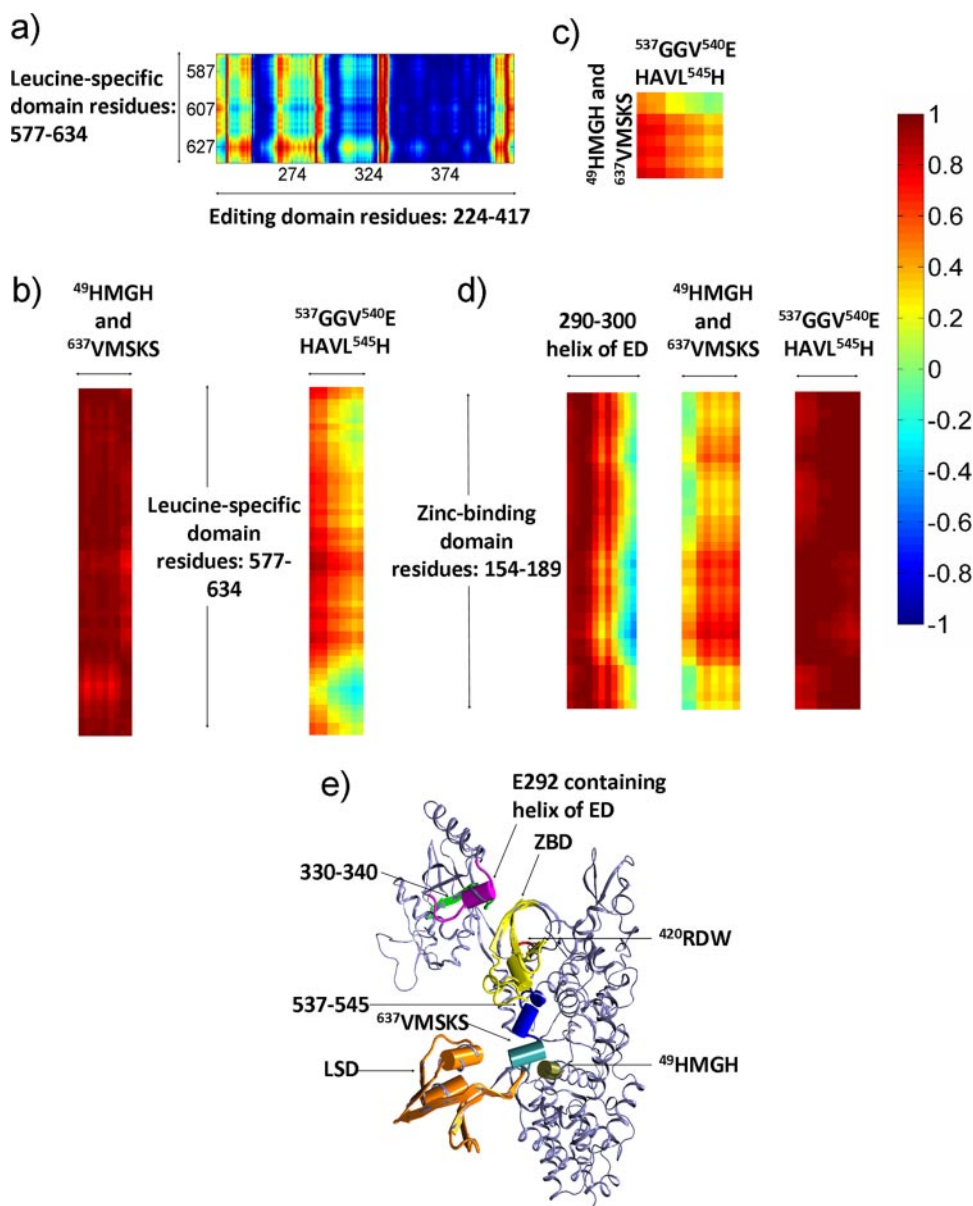 a)
Leucine-specific
domain residues:
577-634
587
607
627
274 324 374
Editing domain residues: 224-417
c)
⁵³⁷GGV⁵⁴⁰E
HAVL⁵⁴⁵H
⁴⁹HMGH and
⁶³⁷VMSKS
1
0.8
0.6
0.4
0.2
0
-0.2
-0.4
-0.6
-0.8
-1
b)
⁴⁹HMGH
and
⁶³⁷VMSKS
⁵³⁷GGV⁵⁴⁰E
HAVL⁵⁴⁵H
Leucine-specific
domain
residues: 577-
634
d)
290-300
helix of ED
⁴⁹HMGH
and
⁶³⁷VMSKS
⁵³⁷GGV⁵⁴⁰E
HAVL⁵⁴⁵H
Zinc-binding
domain
residues: 154-189
e)
E292 containing
helix of ED
ZBD
330-340
⁴²⁰RDW
537-545
⁶³⁷VMSKS
LSD
⁴⁹HMGH